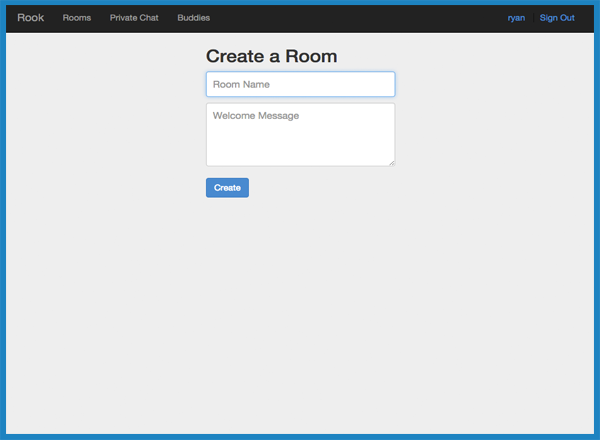 Rook Rooms Private Chat Buddies ryan Sign Out
Create a Room
Room Name
Welcome Message
Create